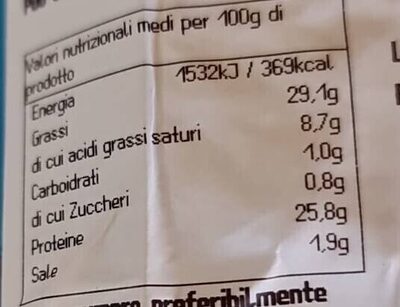 Valori nutrizionali medi per 100g di
prodotto
Energia 1532kJ / 369kcal
Grassi 29,1g
di cui acidi grassi saturi 8,7g
Carboidrati 1,0g
di cui Zuccheri 0,8g
Proteine 25,8g
Sale 1,9g
preferibilmente